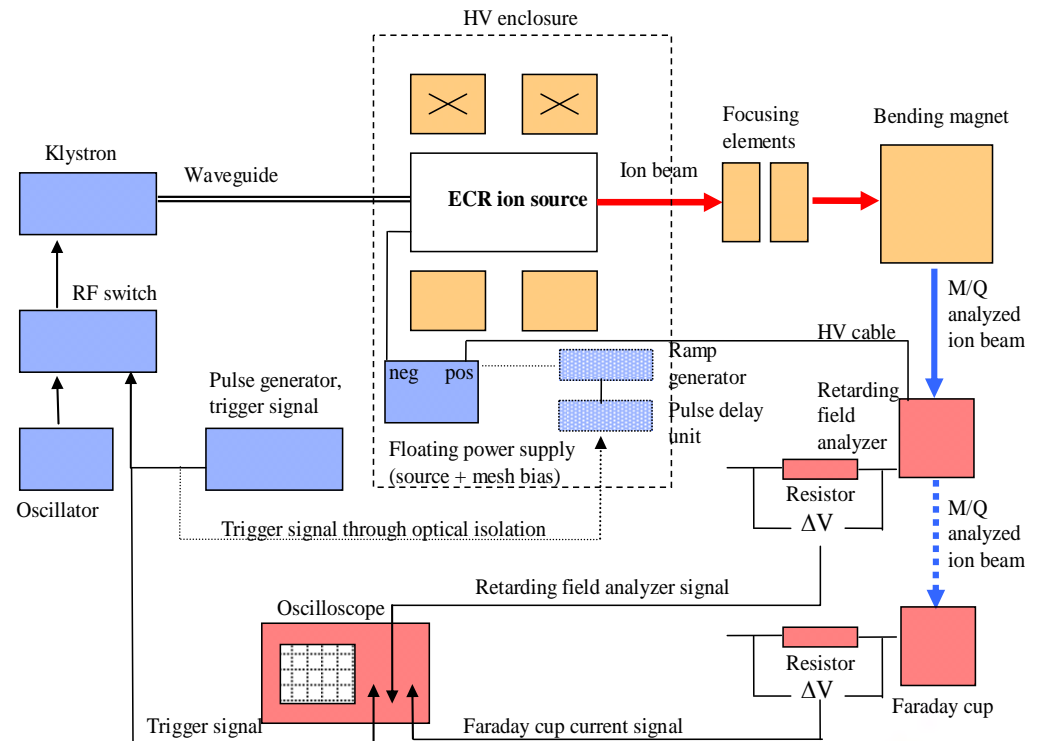 HV enclosure
Focusing
elements
Bending magnet
Klystron
Waveguide
Ion beam
ECR ion source
RF switch
M/Q
analyzed
ion beam
HV cable
neg pos
Ramp
generator
Pulse generator,
trigger signal
Pulse delay
unit
Retarding
field
analyzer
Floating power supply
(source + mesh bias)
Oscillator
Resistor
ΔV
M/Q
analyzed
ion beam
Trigger signal through optical isolation
Retarding field analyzer signal
Oscilloscope
Resistor
ΔV
Faraday cup
Trigger signal
Faraday cup current signal